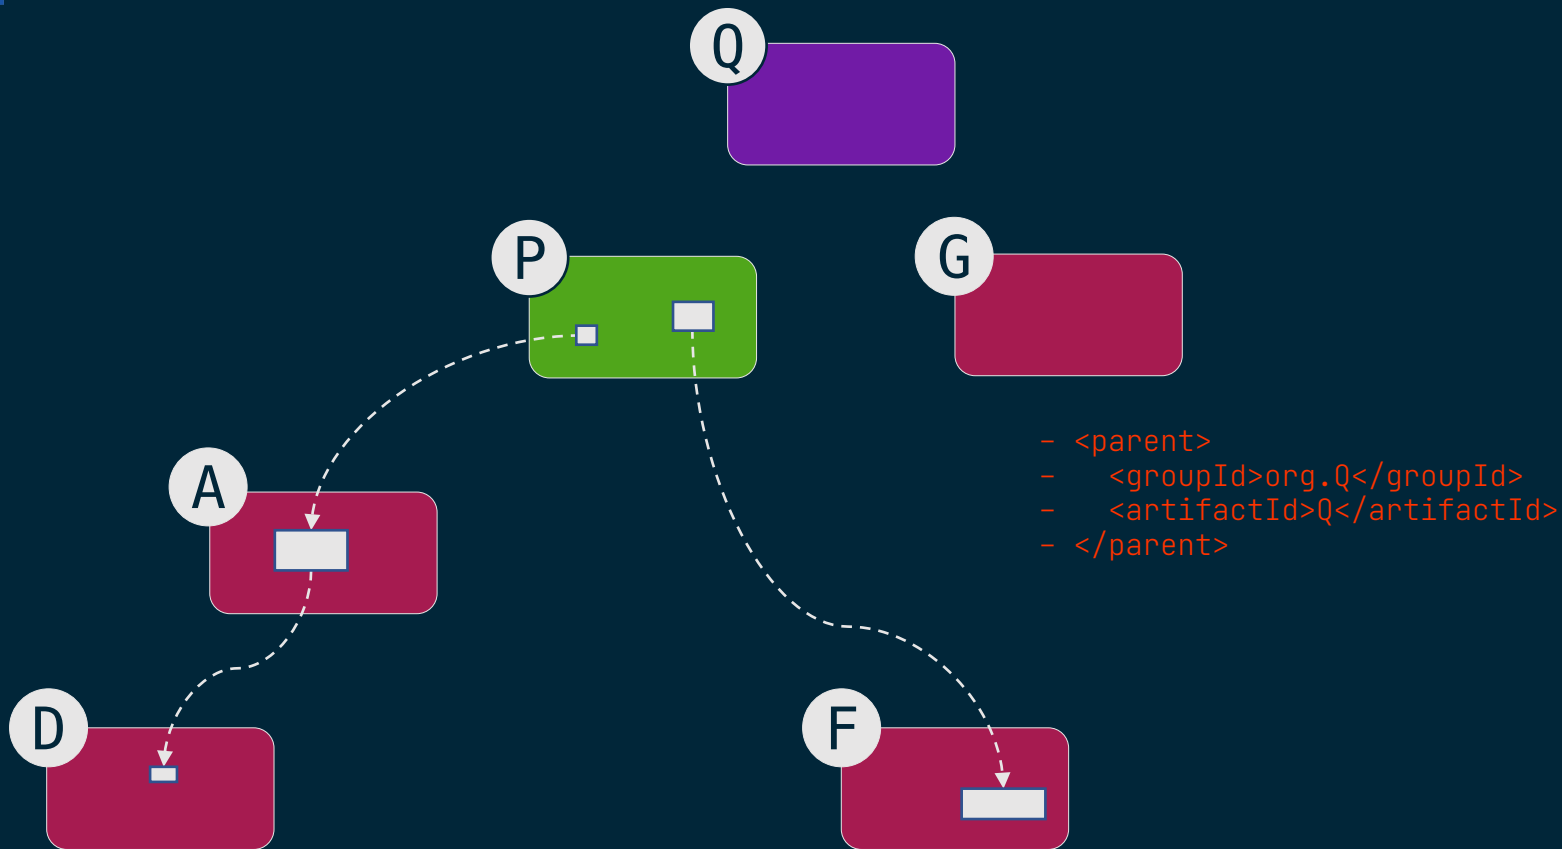 Q
P
G
- <parent>
-   <groupId>org.Q</groupId>
-   <artifactId>Q</artifactId>
- </parent>
A
D
F